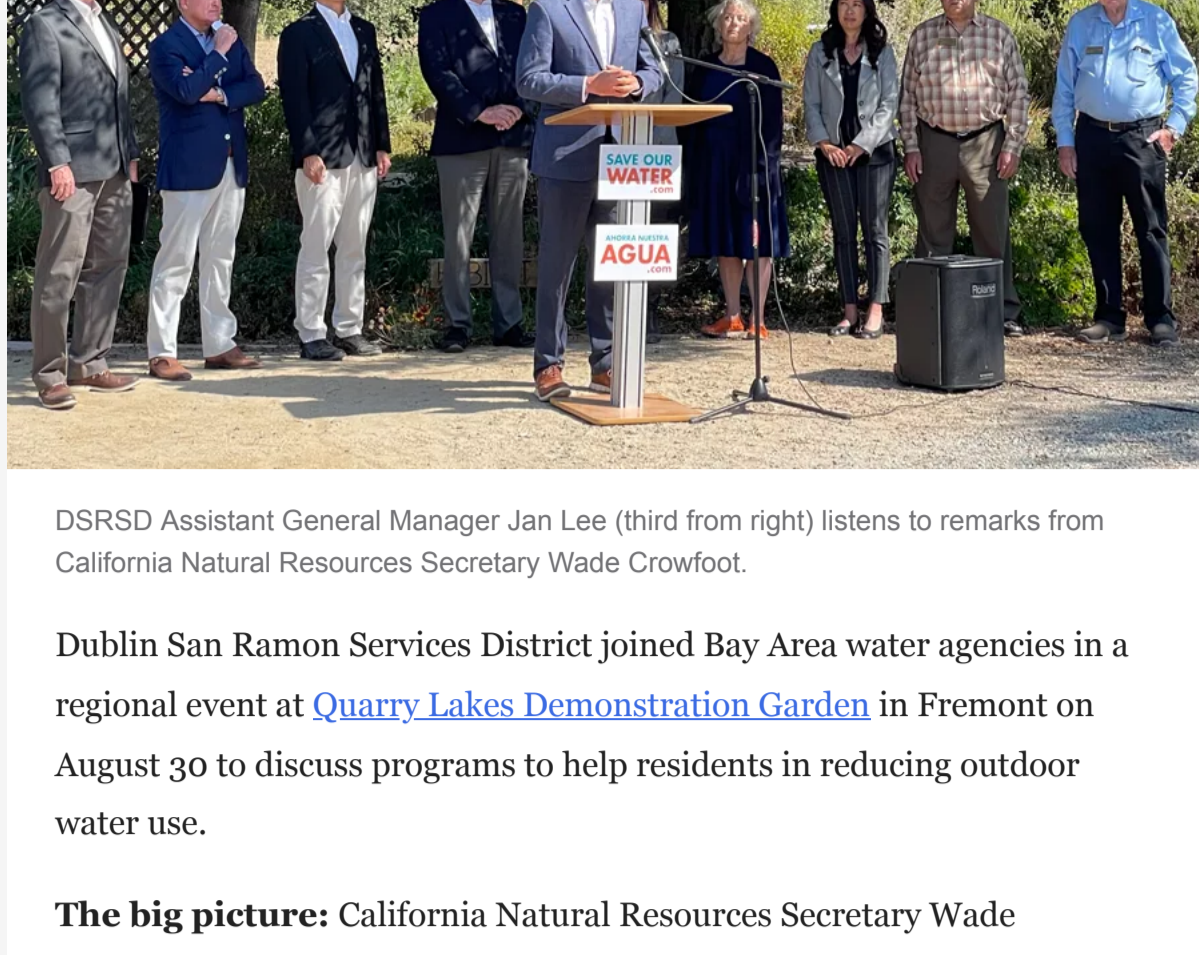 SAVE OUR
WATER
.com
AHORRA NUESTRA
AGUA
.com
Roland
DSRSD Assistant General Manager Jan Lee (third from right) listens to remarks from
California Natural Resources Secretary Wade Crowfoot.
Dublin San Ramon Services District joined Bay Area water agencies in a
regional event at Quarry Lakes Demonstration Garden in Fremont on
August 30 to discuss programs to help residents in reducing outdoor
water use.
The big picture: California Natural Resources Secretary Wade